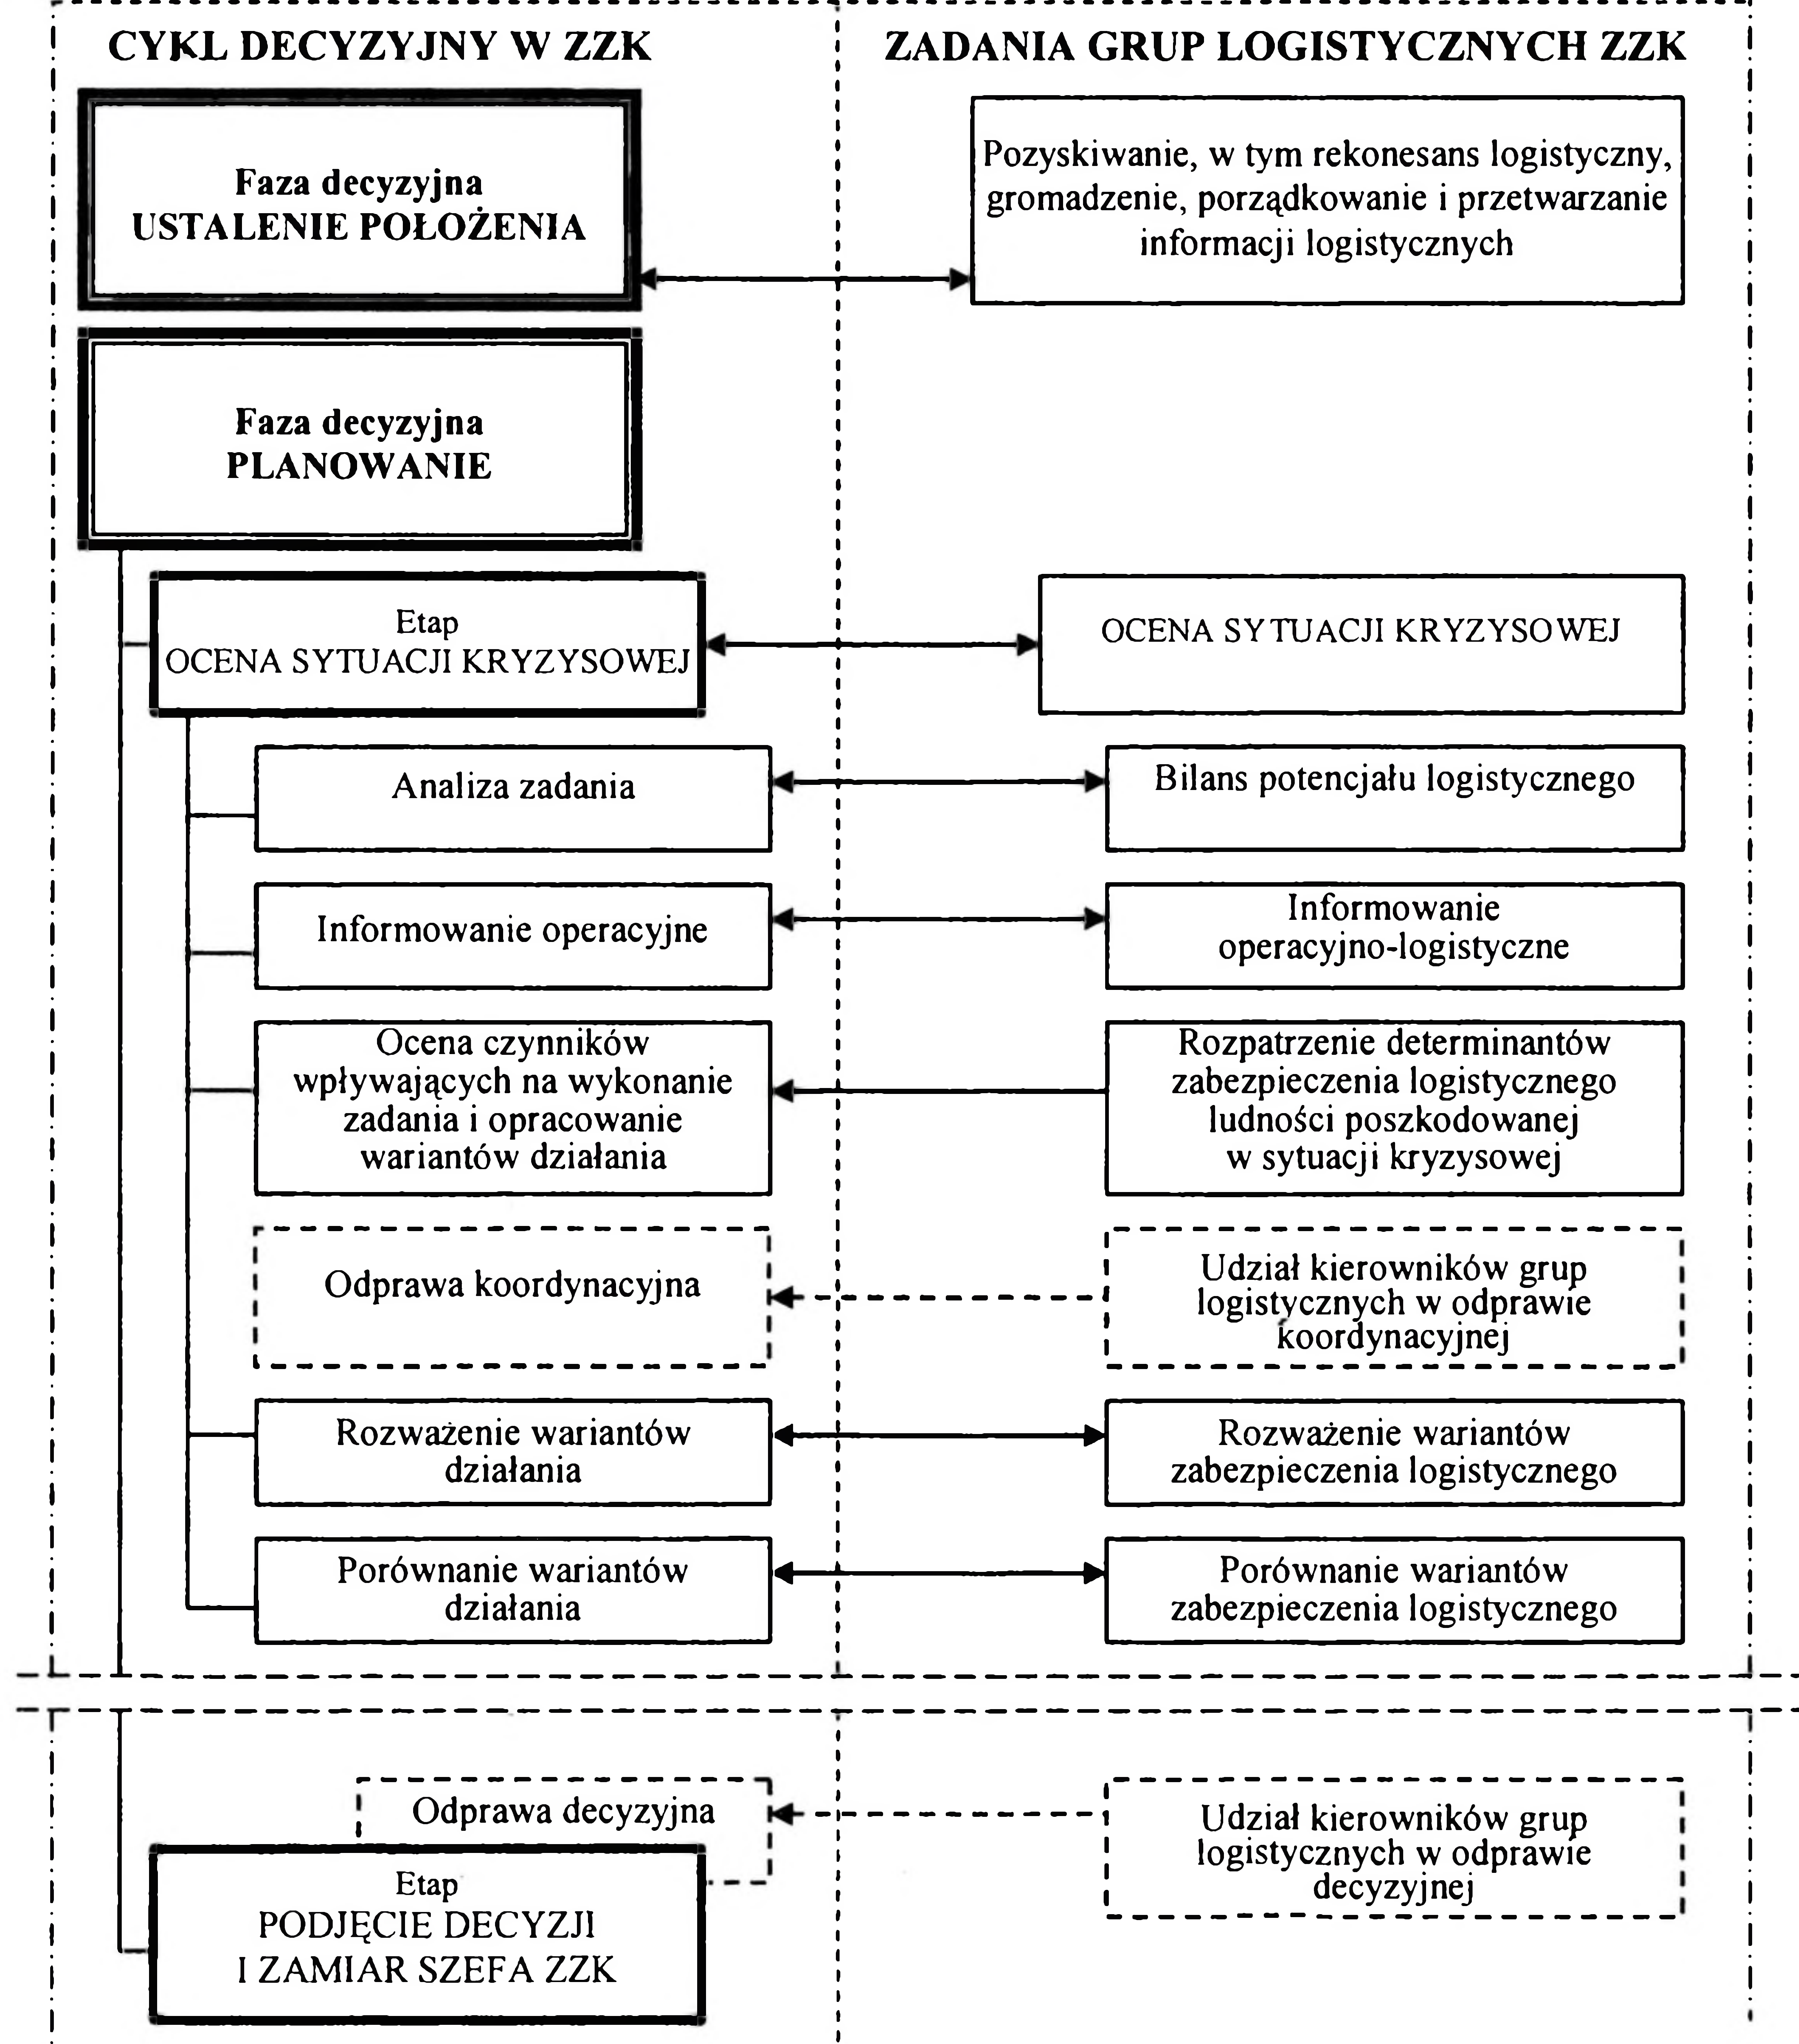 CYKL DECYZYJNY W ZZK
ZADANIA GRUP LOGISTYCZNYCH ZZK
Faza decyzyjna
USTALENIE POŁOŻENIA
Pozyskiwanie, w tym rekonesans logistyczny,
gromadzenie, porządkowanie i przetwarzanie
informacji logistycznych
Faza decyzyjna
PLANOWANIE
Etap
OCENA SYTUACJI KRYZYSOWEJ
OCENA SYTUACJI KRYZYSOWEJ
Analiza zadania
Bilans potencjału logistycznego
Informowanie operacyjne
Informowanie
operacyjno-logistyczne
Ocena czynników
wpływających na wykonanie
zadania i opracowanie
wariantów działania
Rozpatrzenie determinantów
zabezpieczenia logistycznego
ludności poszkodowanej
w sytuacji kryzysowej
Odprawa koordynacyjna
Udział kierowników grup
logistycznych w odprawie
koordynacyjnej
Rozważenie wariantów
działania
Rozważenie wariantów
zabezpieczenia logistycznego
Porównanie wariantów
działania
Porównanie wariantów
zabezpieczenia logistycznego
Odprawa decyzyjna
Udział kierowników grup
logistycznych w odprawie
decyzyjnej
Etap
PODJĘCIE DECYZJI
I ZAMIAR SZEFA ZZK